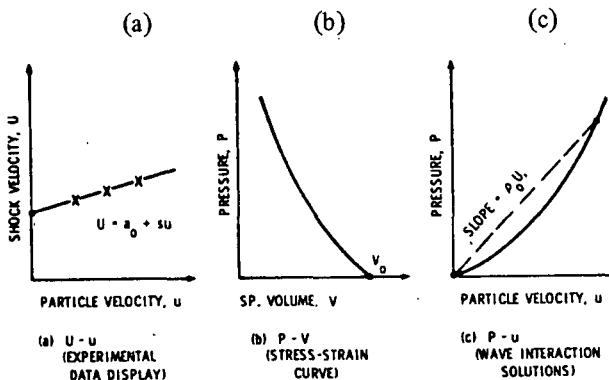 (a)
(b)
(c)
SHOCK VELOCITY, U
U = a₀ + su
PARTICLE VELOCITY, u
(a) U - u
(EXPERIMENTAL
DATA DISPLAY)
PRESSURE, P
V₀
SP. VOLUME, V
(b) P - V
(STRESS-STRAIN
CURVE)
PRESSURE, P
SLOPE = ρ₀U,
PARTICLE VELOCITY, u
(c) P - u
(WAVE INTERACTION
SOLUTIONS)